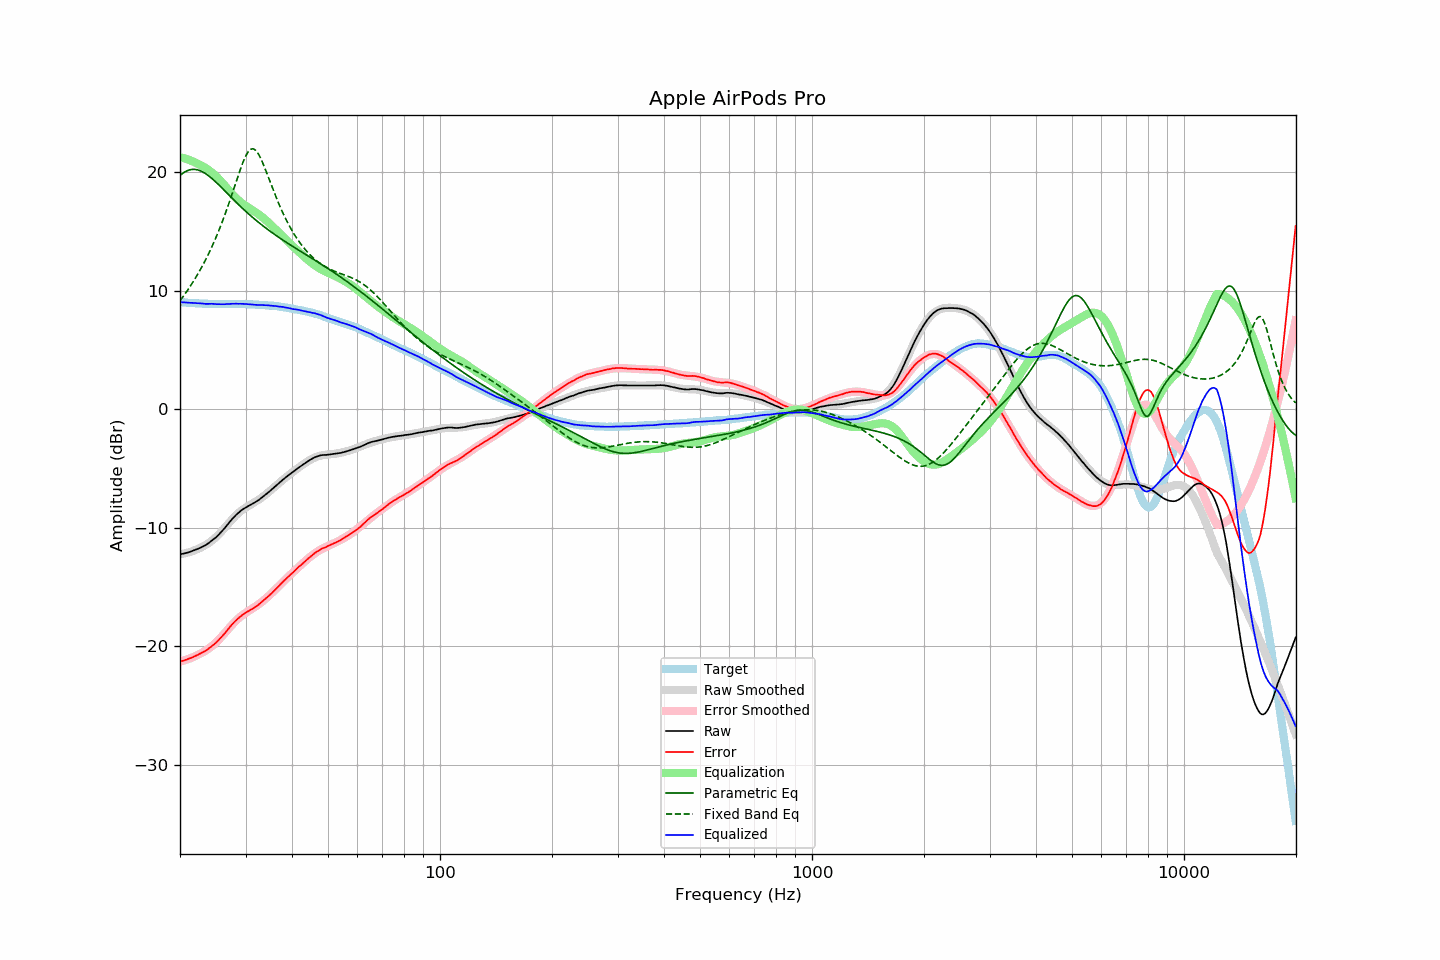 Apple AirPods Pro
Amplitude (dBr)
20
10
0
−10
−20
−30
Target
Raw Smoothed
Error Smoothed
Raw
Error
Equalization
Parametric Eq
Fixed Band Eq
Equalized
100
1000
10000
Frequency (Hz)